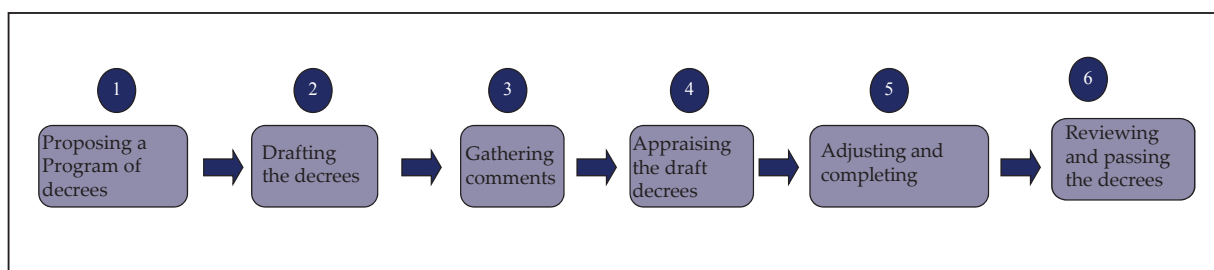 1
Proposing a
Program of
decrees
2
Drafting
the decrees
3
Gathering
comments
4
Appraising
the draft
decrees
5
Adjusting and
completing
6
Reviewing
and passing
the decrees